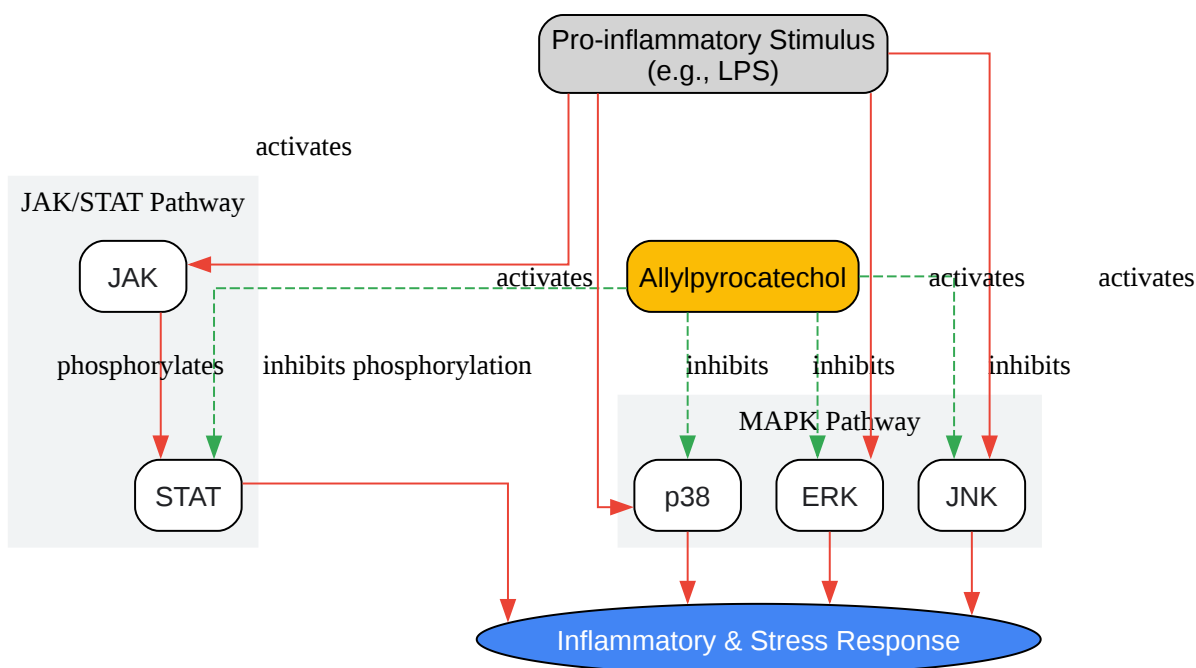 Pro-inflammatory Stimulus
(e.g., LPS)
activates
JAK/STAT Pathway
JAK
activates
Allylpyrocatechol
activates
activates
phosphorylates
inhibits phosphorylation
inhibits
inhibits
inhibits
MAPK Pathway
STAT
p38
ERK
JNK
Inflammatory & Stress Response